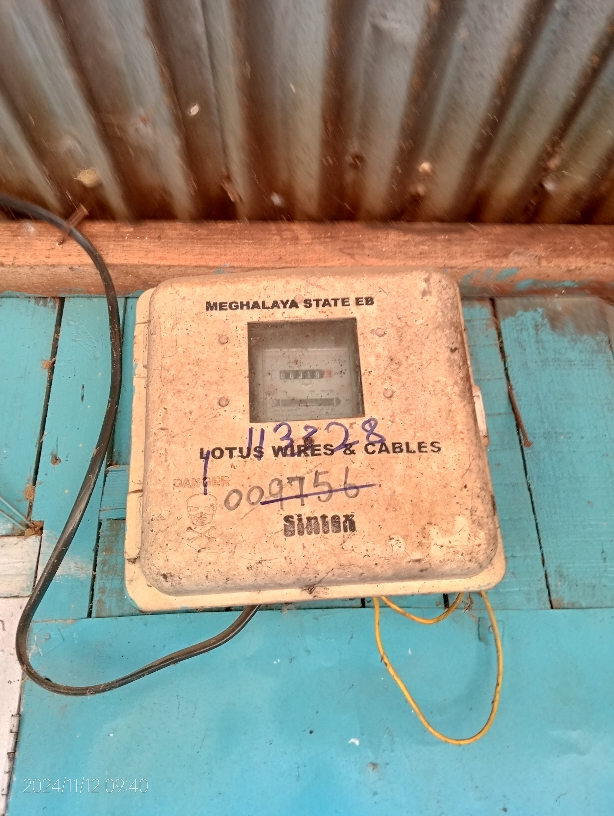 MEGHALAYA STATE EB
113328
LOTUS WIRES & CABLES
DANGER
009756
Sintex
2024/11/12 09:40